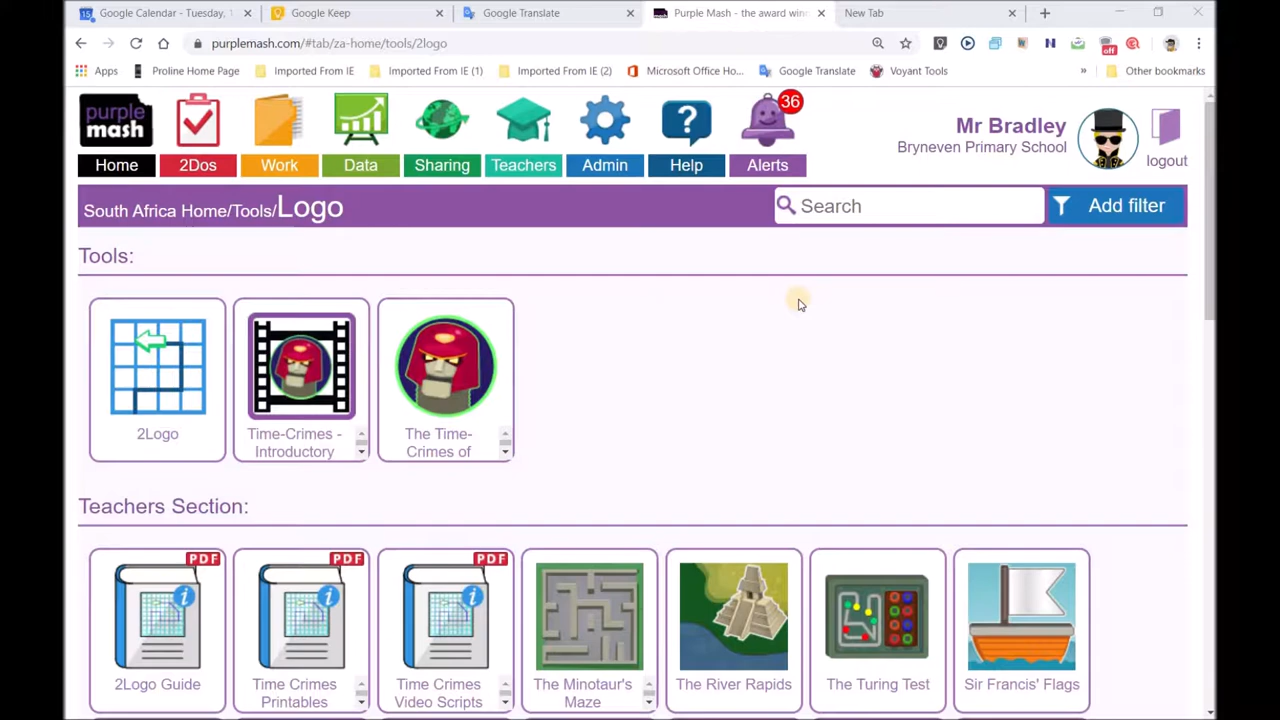 Google Calendar - Tuesday, 1
Google Keep
Google Translate
Purple Mash - the award win
New Tab
purplemash.com/#tab/za-home/tools/2logo
Apps
Proline Home Page
Imported From IE
Imported From IE (1)
Imported From IE (2)
Microsoft Office Ho...
Google Translate
Voyant Tools
Other bookmarks
purple
mash
36
Mr Bradley
Bryneven Primary School
logout
Home
2Dos
Work
Data
Sharing
Teachers
Admin
Help
Alerts
South Africa Home/Tools/Logo
Search
Add filter
Tools:
2Logo
Time-Crimes -
Introductory
The Time-
Crimes of
Teachers Section:
PDF
PDF
PDF
2Logo Guide
Time Crimes
Printables
Time Crimes
Video Scripts
The Minotaur's
Maze
The River Rapids
The Turing Test
Sir Francis' Flags